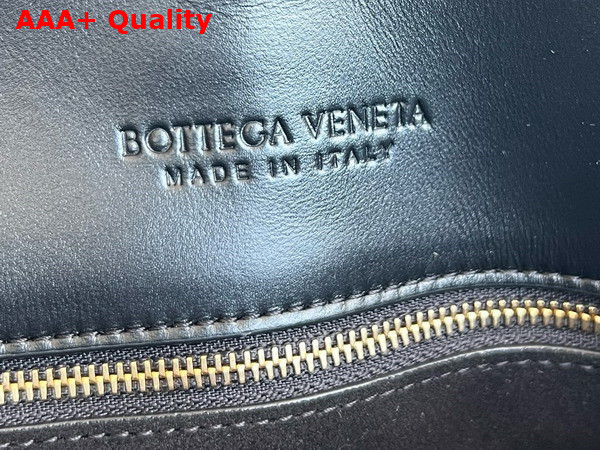 AAA+ Quality
BOTTEGA VENETA
MADE IN ITALY